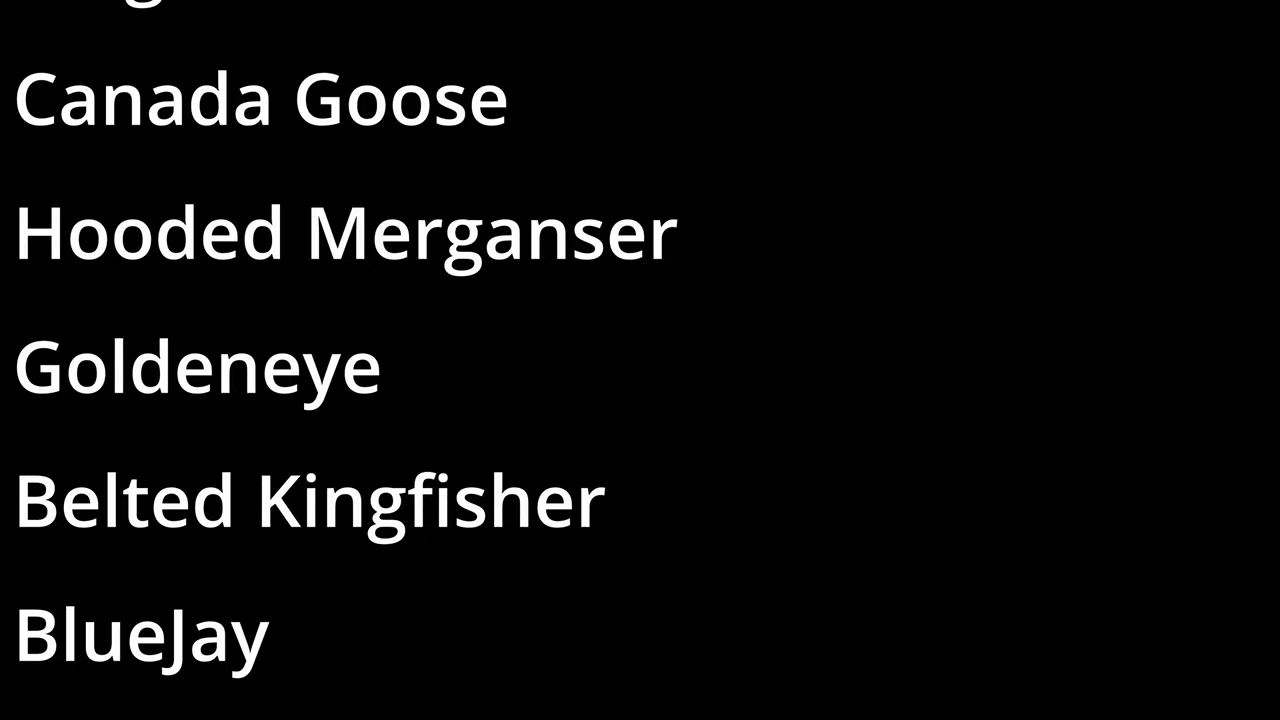 Canada Goose
Hooded Merganser
Goldeneye
Belted Kingfisher
BlueJay